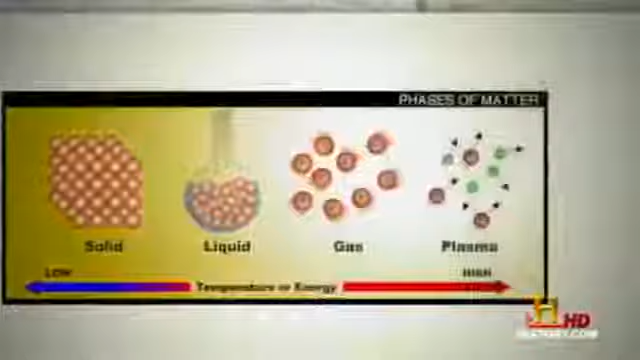 PHASES OF MATTER
Solid
Liquid
Gas
Plasma
LOW
HIGH
Temperature or Energy
H HD